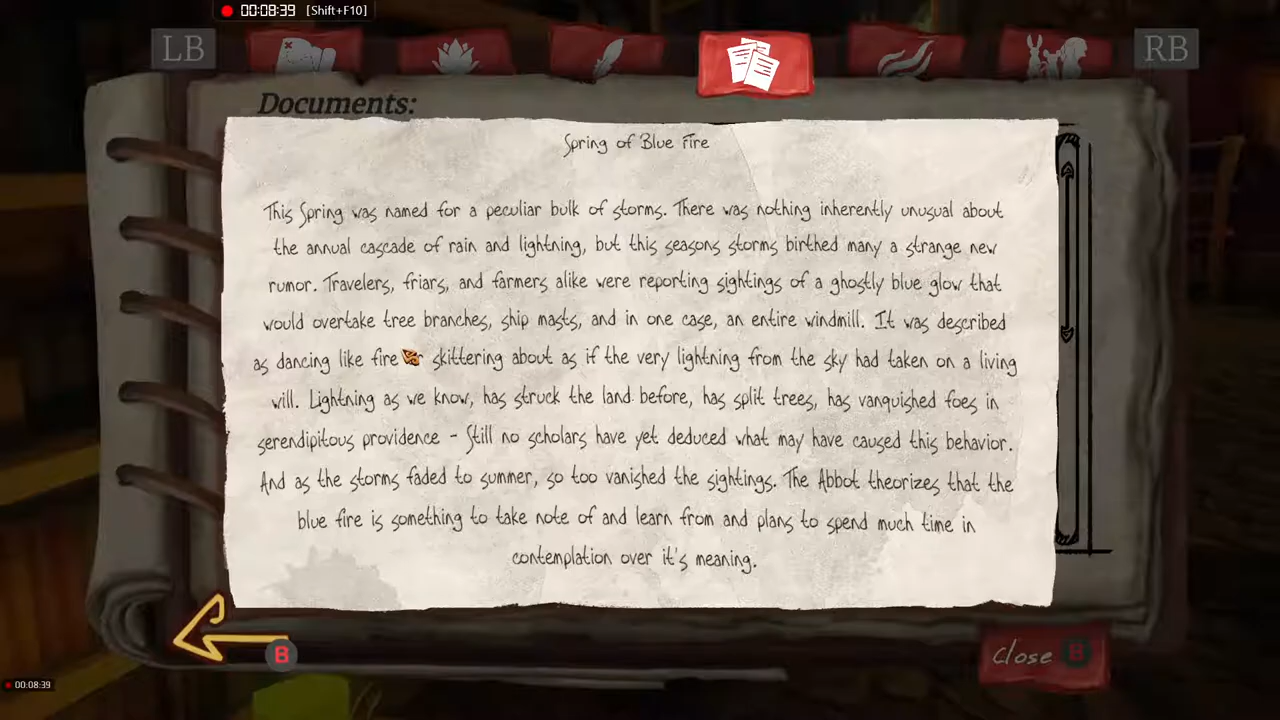 00:08:39 [Shift+F10]
LB
RB
Documents:
Spring of Blue Fire
This Spring was named for a peculiar bulk of storms. There was nothing inherently unusual about
the annual cascade of rain and lightning, but this seasons storms birthed many a strange new
rumor. Travelers, friars, and farmers alike were reporting sightings of a ghostly blue glow that
would overtake tree branches, ship masts, and in one case, an entire windmill. It was described
as dancing like fire skittering about as if the very lightning from the sky had taken on a living
will. Lightning as we know, has struck the land before, has split trees, has vanquished foes in
serendipitous providence - Still no scholars have yet deduced what may have caused this behavior.
And as the storms faded to summer, so too vanished the sightings. The Abbot theorizes that the
blue fire is something to take note of and learn from and plans to spend much time in
contemplation over it's meaning.
B
Close B
00:08:39